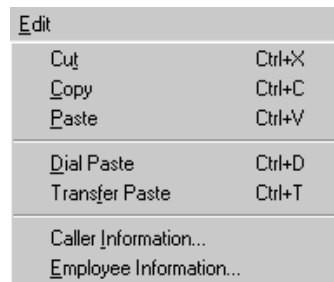 Edit
Cut Ctrl+X
Copy Ctrl+C
Paste Ctrl+V
Dial Paste Ctrl+D
Transfer Paste Ctrl+T
Caller Information...
Employee Information...